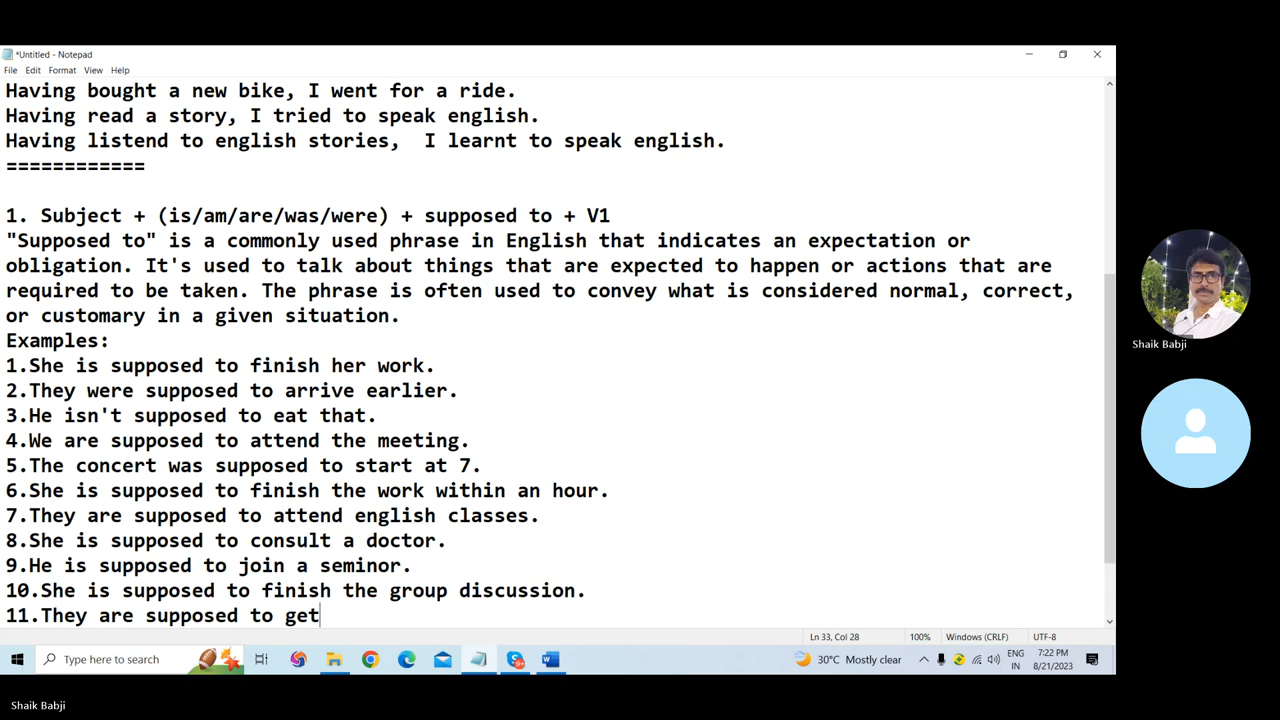 *Untitled - Notepad
File Edit Format View Help
Having bought a new bike, I went for a ride.
Having read a story, I tried to speak english.
Having listend to english stories,  I learnt to speak english.
============
1. Subject + (is/am/are/was/were) + supposed to + V1
"Supposed to" is a commonly used phrase in English that indicates an expectation or
obligation. It's used to talk about things that are expected to happen or actions that are
required to be taken. The phrase is often used to convey what is considered normal, correct,
or customary in a given situation.
Examples:
1.She is supposed to finish her work.
2.They were supposed to arrive earlier.
3.He isn't supposed to eat that.
4.We are supposed to attend the meeting.
5.The concert was supposed to start at 7.
6.She is supposed to finish the work within an hour.
7.They are supposed to attend english classes.
8.She is supposed to consult a doctor.
9.He is supposed to join a seminor.
10.She is supposed to finish the group discussion.
11.They are supposed to get
Ln 33, Col 28 100% Windows (CRLF) UTF-8
Type here to search
30°C Mostly clear
ENG
IN
7:22 PM
8/21/2023
Shaik Babji
Shaik Babji